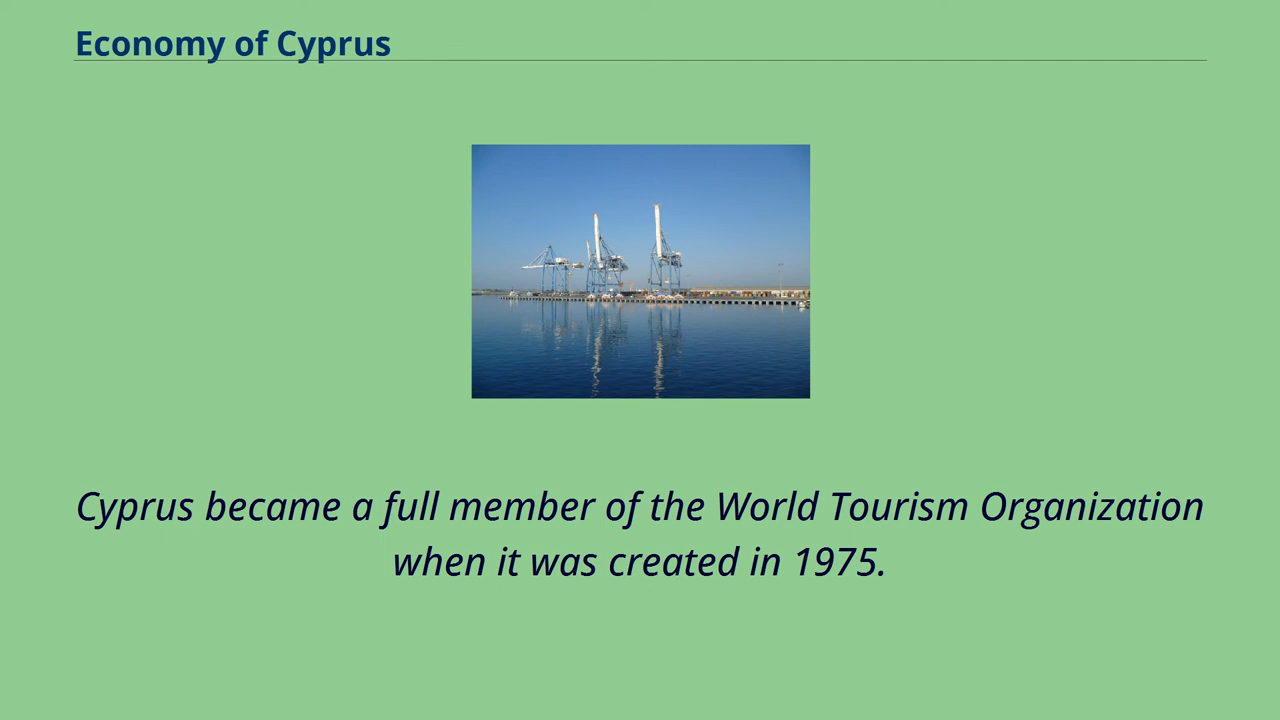 Economy of Cyprus
Cyprus became a full member of the World Tourism Organization
when it was created in 1975.